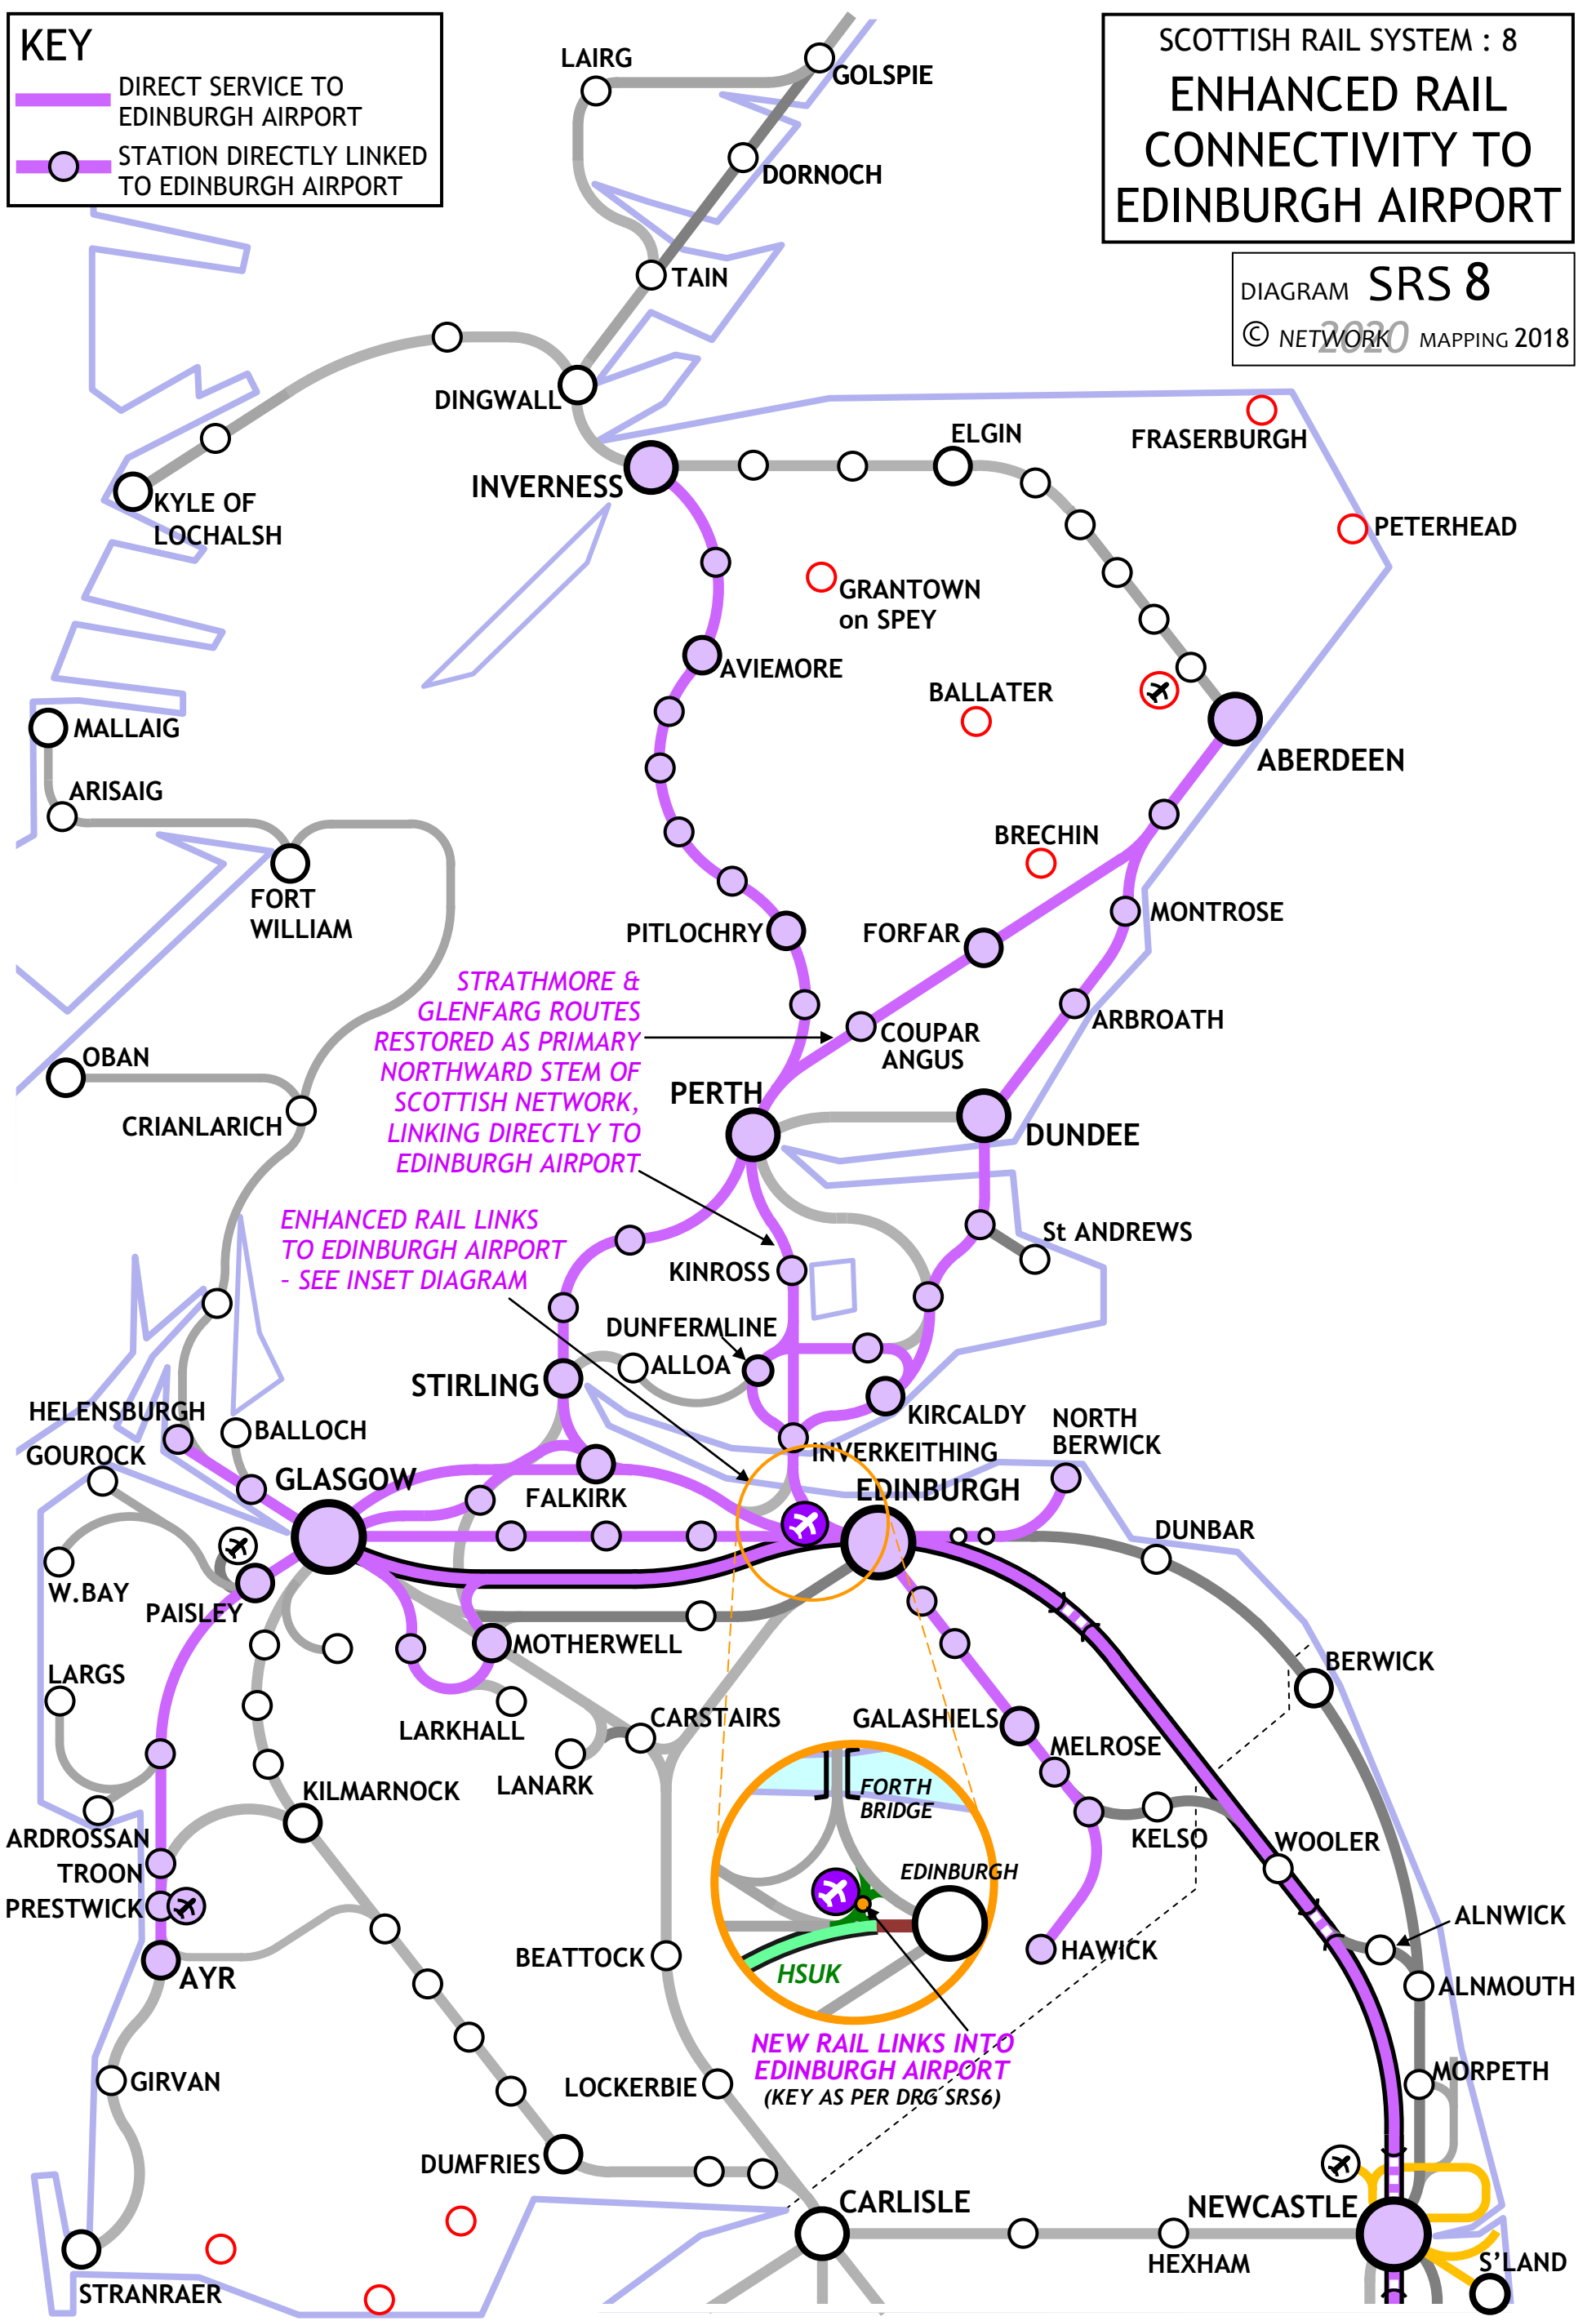 KEY
DIRECT SERVICE TO
EDINBURGH AIRPORT
STATION DIRECTLY LINKED
TO EDINBURGH AIRPORT
SCOTTISH RAIL SYSTEM : 8
ENHANCED RAIL
CONNECTIVITY TO
EDINBURGH AIRPORT
DIAGRAM SRS 8
© NETWORK 2020 MAPPING 2018
LAIRG
GOLSPIE
DORNOCH
TAIN
DINGWALL
KYLE OF
LOCHALSH
INVERNESS
ELGIN
FRASERBURGH
PETERHEAD
GRANTOWN
on SPEY
AVIEMORE
BALLATER
ABERDEEN
MALLAIG
ARISAIG
FORT
WILLIAM
BRECHIN
MONTROSE
PITLOCHRY
FORFAR
STRATHMORE &
GLENFARG ROUTES
RESTORED AS PRIMARY
NORTHWARD STEM OF
SCOTTISH NETWORK,
LINKING DIRECTLY TO
EDINBURGH AIRPORT
ARBROATH
COUPAR
ANGUS
OBAN
CRIANLARICH
PERTH
DUNDEE
ENHANCED RAIL LINKS
TO EDINBURGH AIRPORT
- SEE INSET DIAGRAM
St ANDREWS
KINROSS
DUNFERMLINE
ALLOA
STIRLING
KIRCALDY
HELENSBURGH
BALLOCH
GOUROCK
GLASGOW
FALKIRK
INVERKEITHING
NORTH
BERWICK
EDINBURGH
DUNBAR
W.BAY
PAISLEY
MOTHERWELL
BERWICK
LARGS
LARKHALL
CARSTAIRS
LANARK
GALASHIELS
MELROSE
KILMARNOCK
FORTH
BRIDGE
KELSO
WOOLER
ARDROSSAN
TROON
PRESTWICK
EDINBURGH
ALNWICK
AYR
BEATTOCK
HSUK
HAWICK
ALNMOUTH
NEW RAIL LINKS INTO
EDINBURGH AIRPORT
(KEY AS PER DRG SRS6)
GIRVAN
LOCKERBIE
MORPETH
DUMFRIES
CARLISLE
NEWCASTLE
HEXHAM
S'LAND
STRANRAER